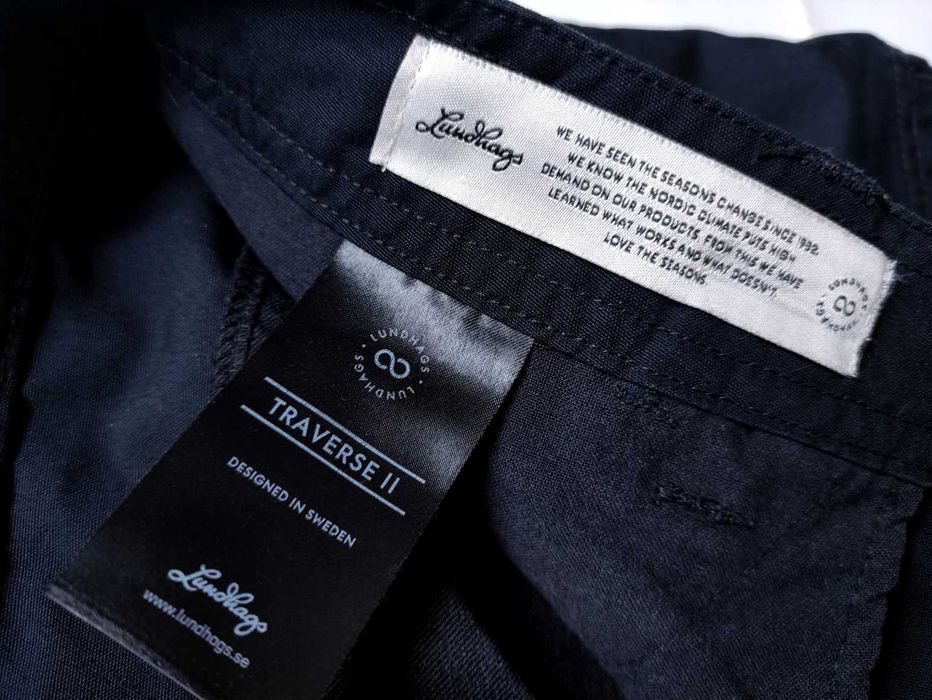 Lundhags
WE HAVE SEEN THE SEASONS CHANGE SINCE 1932.
WE KNOW THE NORDIC CLIMATE PUTS HIGH
DEMAND ON OUR PRODUCTS. FROM THIS WE HAVE
LEARNED WHAT WORKS AND WHAT DOESN'T.
LOVE THE SEASONS.
LUNDHAGS · LUNDHAGS ·
LUNDHAGS · LUNDHAGS ·
TRAVERSE II
DESIGNED IN SWEDEN
Lundhags
www.lundhags.se